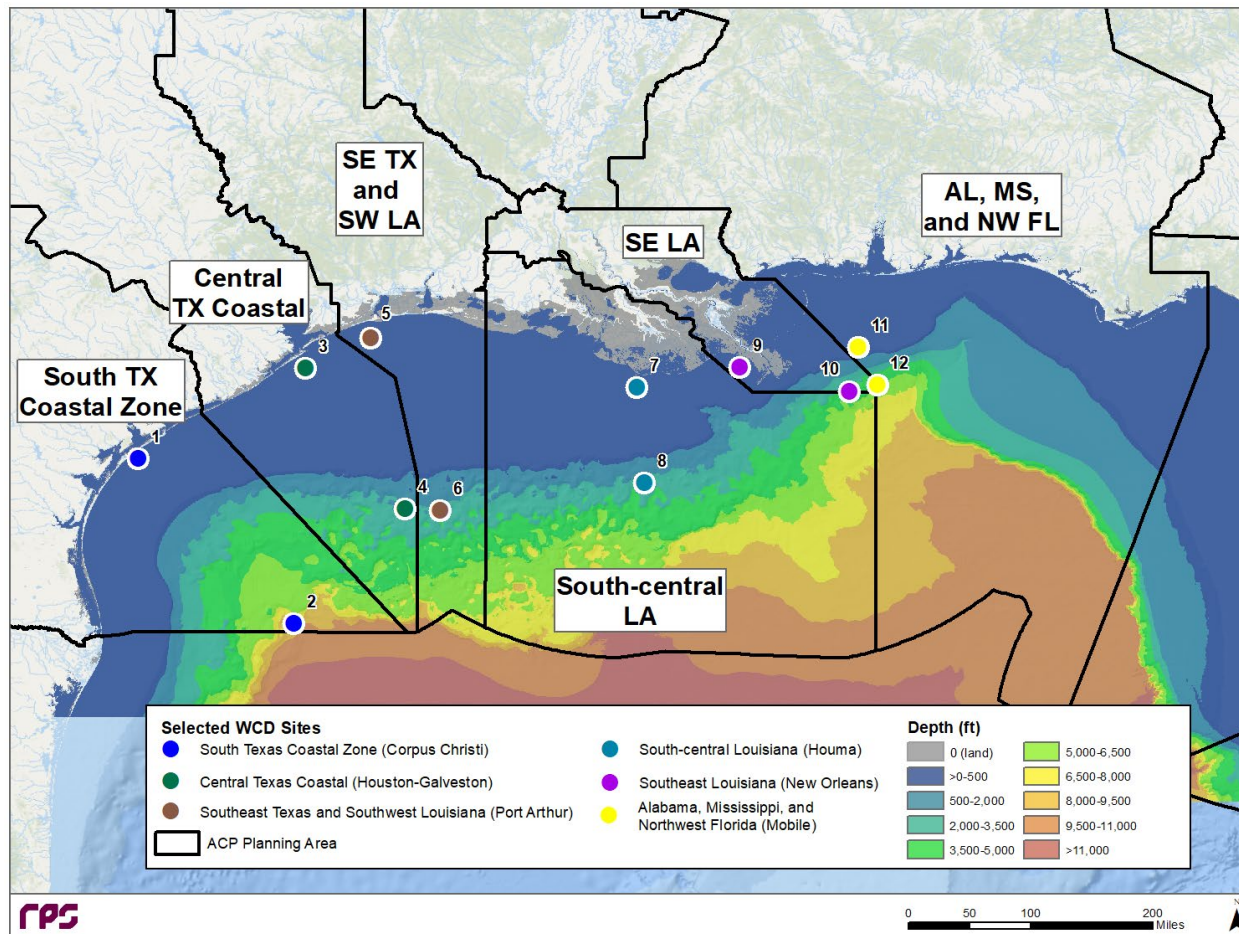 SE TX
and
SW LA
AL, MS,
and NW FL
SE LA
Central
TX Coastal
5
11
3
South TX
Coastal Zone
7
9
10
12
1
8
4
6
South-central
LA
2
Selected WCD Sites
South Texas Coastal Zone (Corpus Christi)
Central Texas Coastal (Houston-Galveston)
Southeast Texas and Southwest Louisiana (Port Arthur)
ACP Planning Area
South-central Louisiana (Houma)
Southeast Louisiana (New Orleans)
Alabama, Mississippi, and
Northwest Florida (Mobile)
Depth (ft)
0 (land)
>0-500
500-2,000
2,000-3,500
3,500-5,000
5,000-6,500
6,500-8,000
8,000-9,500
9,500-11,000
>11,000
rps
0 50 100 200
Miles
N